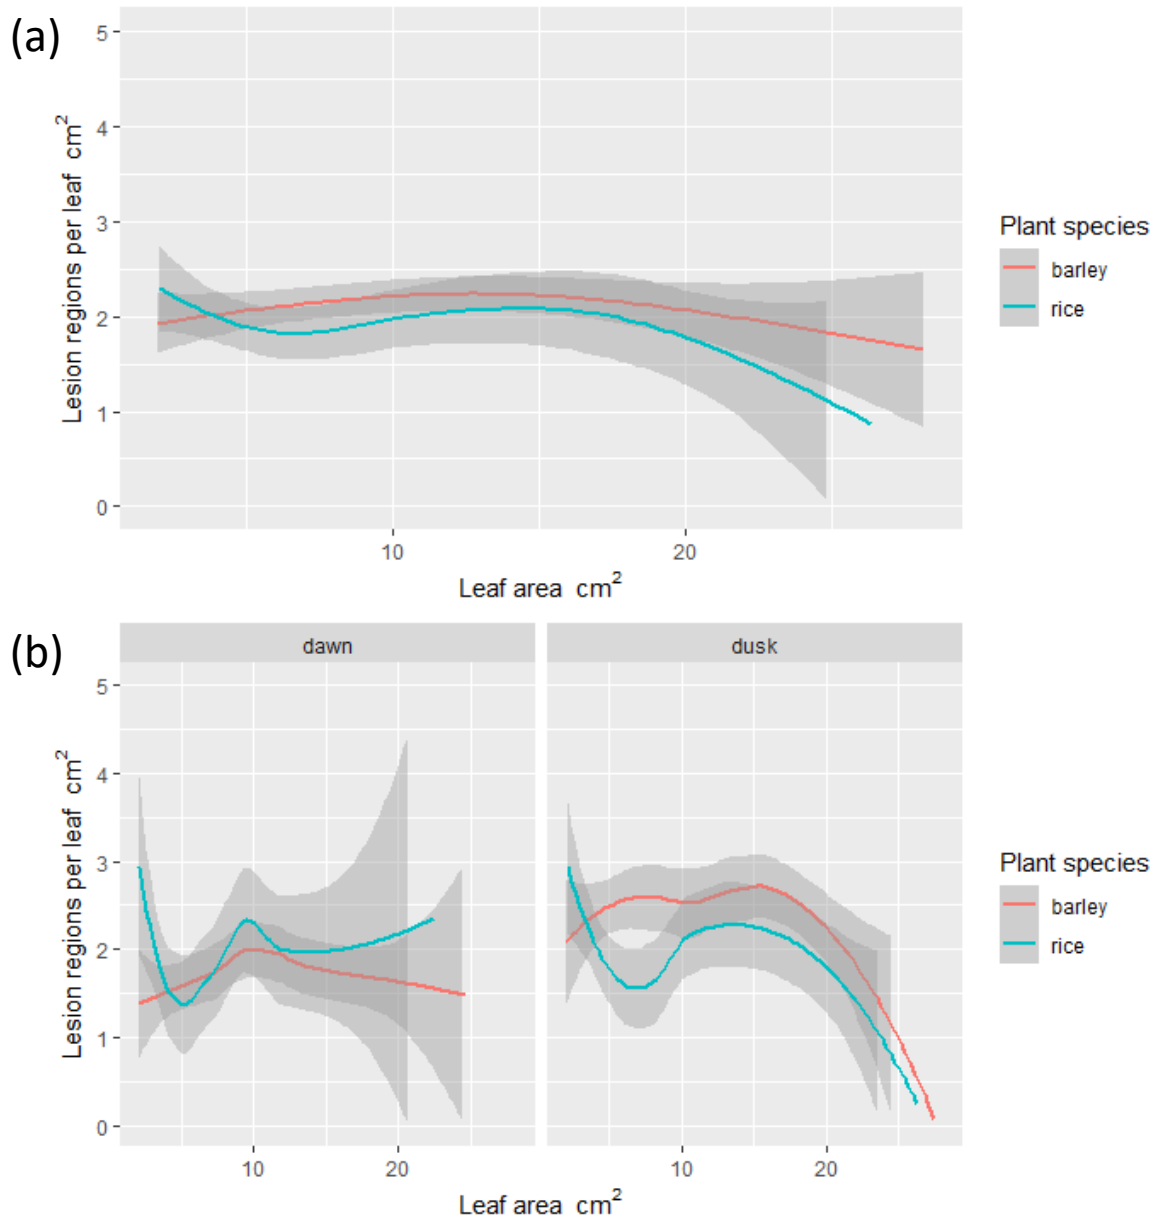 (a)
5
4
3
2
1
0
Lesion regions per leaf cm²
10 20
Leaf area cm²
Plant species
barley
rice
(b)
dawn dusk
5
4
3
2
1
0
Lesion regions per leaf cm²
10 20 10 20
Leaf area cm²
Plant species
barley
rice